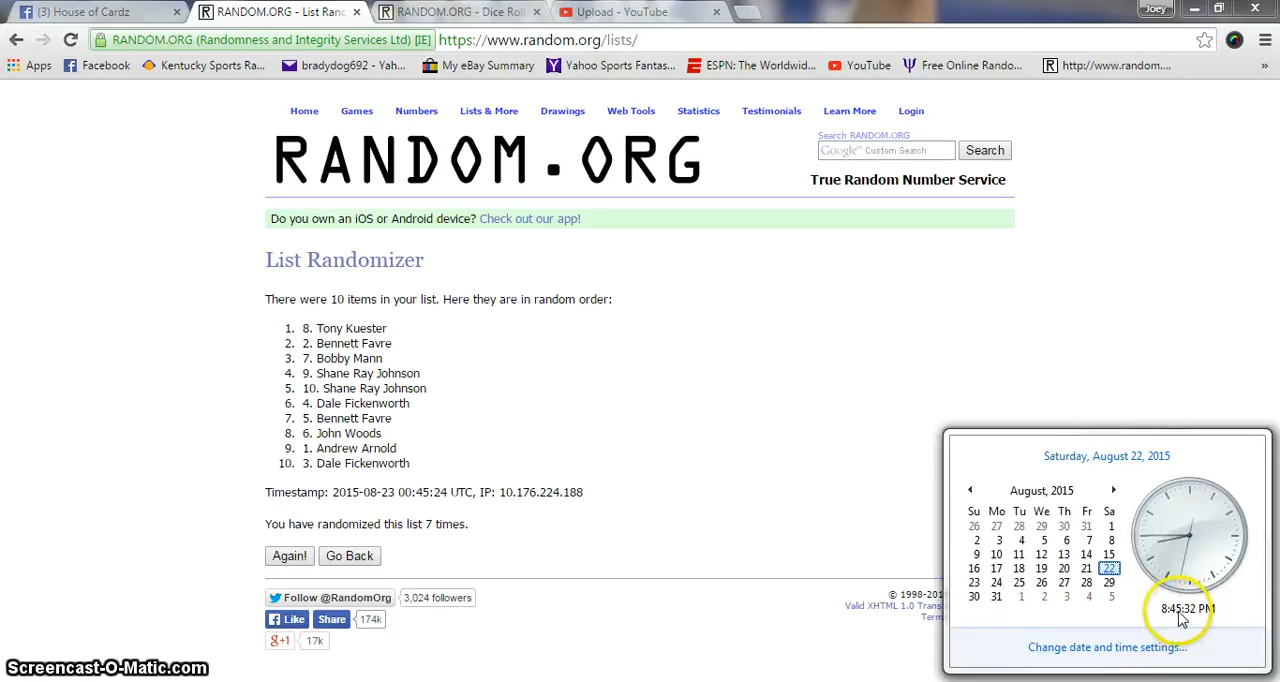 (3) House of Cardz
RANDOM.ORG - List Ran
RANDOM.ORG - Dice Roll
Upload - YouTube
Joey
RANDOM.ORG (Randomness and Integrity Services Ltd) [IE]
https://www.random.org/lists/
Apps
Facebook
Kentucky Sports Ra...
bradydog692 - Yah...
My eBay Summary
Yahoo Sports Fantas...
ESPN: The Worldwid...
YouTube
Free Online Rando...
http://www.random....
»
Home Games Numbers Lists & More Drawings Web Tools Statistics Testimonials Learn More Login
RANDOM.ORG
Search RANDOM.ORG
Google™ Custom Search
Search
True Random Number Service
Do you own an iOS or Android device? Check out our app!
List Randomizer
There were 10 items in your list. Here they are in random order:
1. 8. Tony Kuester
2. 2. Bennett Favre
3. 7. Bobby Mann
4. 9. Shane Ray Johnson
5. 10. Shane Ray Johnson
6. 4. Dale Fickenworth
7. 5. Bennett Favre
8. 6. John Woods
9. 1. Andrew Arnold
10. 3. Dale Fickenworth
Timestamp: 2015-08-23 00:45:24 UTC, IP: 10.176.224.188
You have randomized this list 7 times.
Again!
Go Back
Follow @RandomOrg
3,024 followers
Like
Share
174k
g+1
17k
© 1998-201
Valid XHTML 1.0 Trans
Term
Saturday, August 22, 2015
August, 2015
Su Mo Tu We Th Fr Sa
26 27 28 29 30 31 1
2 3 4 5 6 7 8
9 10 11 12 13 14 15
16 17 18 19 20 21 22
23 24 25 26 27 28 29
30 31 1 2 3 4 5
8:45:32 PM
Change date and time settings...
Screencast-O-Matic.com